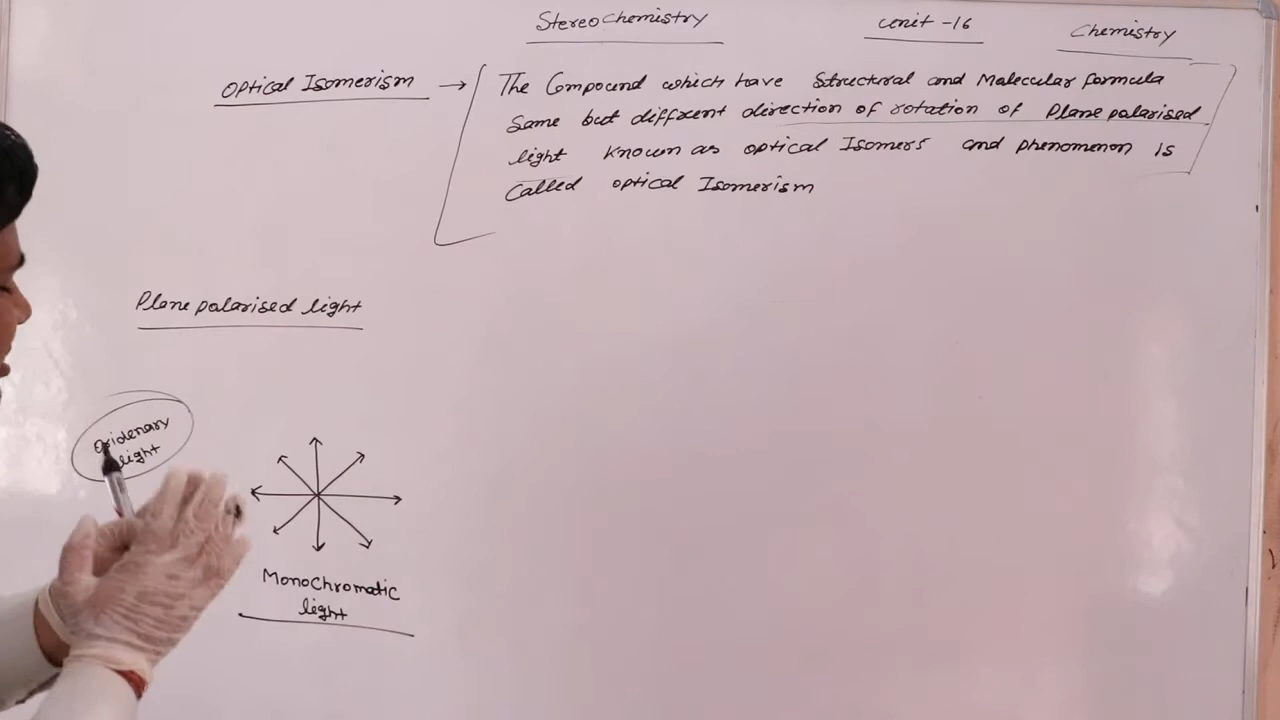 StereoChemistry
Unit -16
Chemistry
Optical Isomerism → The Compound which have Structural and Molecular formula
Same but different direction of rotation of Plane polarised
light known as optical Isomers and phenomenon is
Called optical Isomerism
Plane polarised light
Oridenary
light
Monochromatic
light